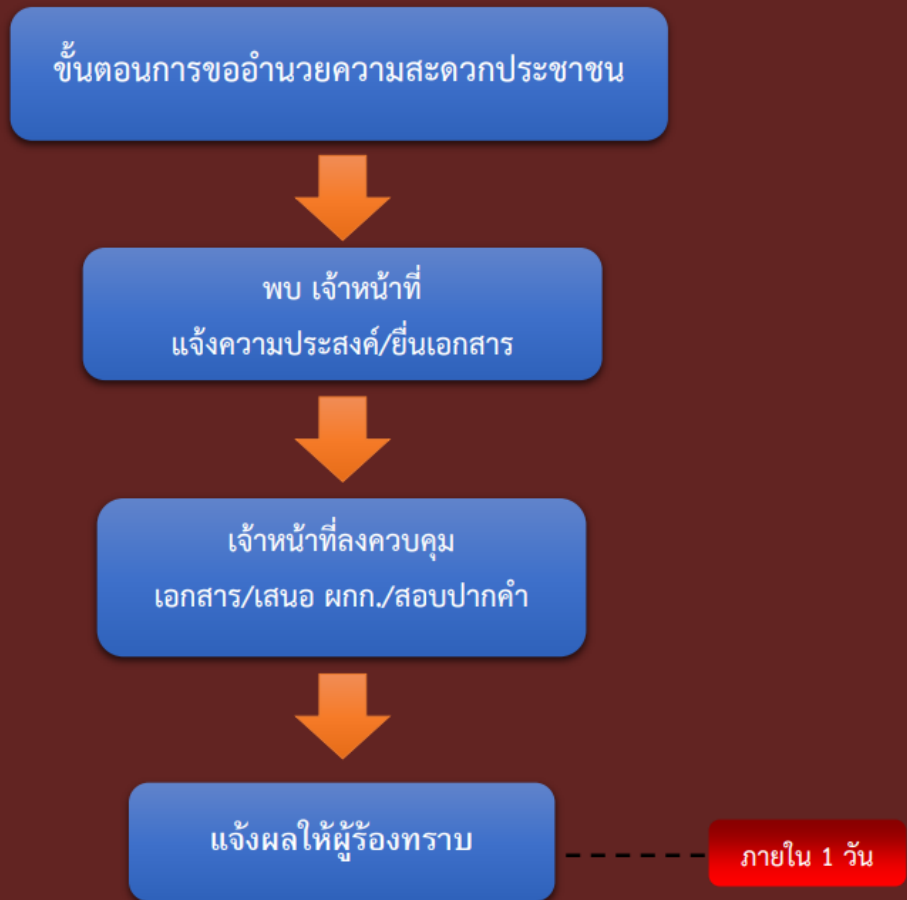 ขั้นตอนการขออำนวยความสะดวกประชาชน
พบ เจ้าหน้าที่
แจ้งความประสงค์/ยื่นเอกสาร
เจ้าหน้าที่ลงควบคุม
เอกสาร/เสนอ ผกก./สอบปากคำ
แจ้งผลให้ผู้ร้องทราบ
ภายใน 1 วัน